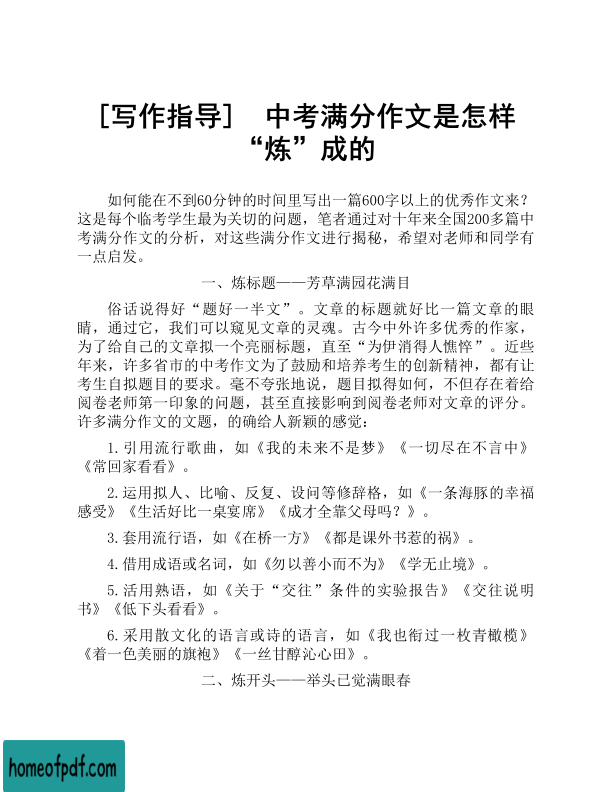 [写作指导]　中考满分作文是怎样
“炼”成的
如何能在不到60分钟的时间里写出一篇600字以上的优秀作文来？
这是每个临考学生最为关切的问题，笔者通过对十年来全国200多篇中
考满分作文的分析，对这些满分作文进行揭秘，希望对老师和同学有
一点启发。
一、炼标题——芳草满园花满目
俗话说得好“题好一半文”。文章的标题就好比一篇文章的眼
睛，通过它，我们可以窥见文章的灵魂。古今中外许多优秀的作家，
为了给自己的文章拟一个亮丽标题，直至“为伊消得人憔悴”。近些
年来，许多省市的中考作文为了鼓励和培养考生的创新精神，都有让
考生自拟题目的要求。毫不夸张地说，题目拟得如何，不但存在着给
阅卷老师第一印象的问题，甚至直接影响到阅卷老师对文章的评分。
许多满分作文的文题，的确给人新颖的感觉：
1.引用流行歌曲，如《我的未来不是梦》《一切尽在不言中》
《常回家看看》。
2.运用拟人、比喻、反复、设问等修辞格，如《一条海豚的幸福
感受》《生活好比一桌宴席》《成才全靠父母吗？》。
3.套用流行语，如《在桥一方》《都是课外书惹的祸》。
4.借用成语或名词，如《勿以善小而不为》《学无止境》。
5.活用熟语，如《关于“交往”条件的实验报告》《交往说明
书》《低下头看看》。
6.采用散文化的语言或诗的语言，如《我也衔过一枚青橄榄》
《着一色美丽的旗袍》《一丝甘醇沁心田》。
二、炼开头——举头已觉满眼春
homeofpdf.com